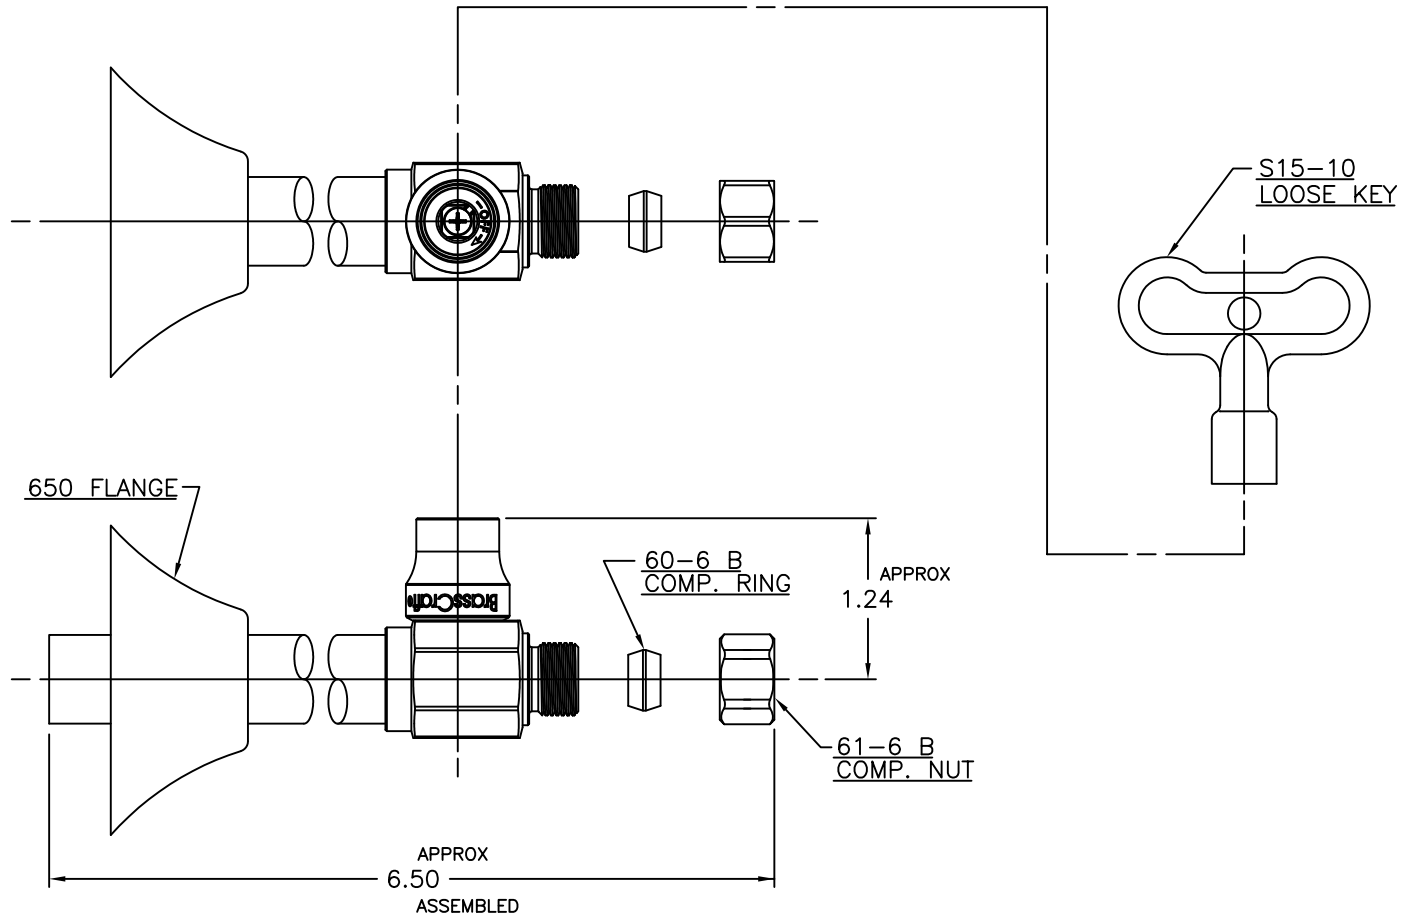 S15-10
LOOSE KEY
OFF
650 FLANGE
60-6 B
COMP. RING
APPROX
1.24
BrassCraft®
61-6 B
COMP. NUT
APPROX
6.50
ASSEMBLED